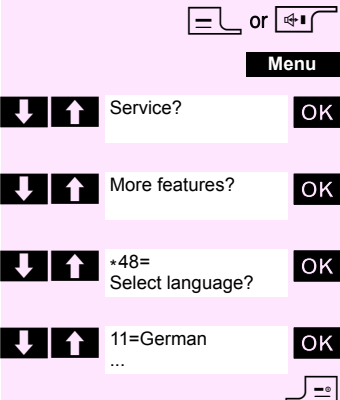 or
Menu
Service? OK
More features? OK
*48=
Select language? OK
11=German OK
...